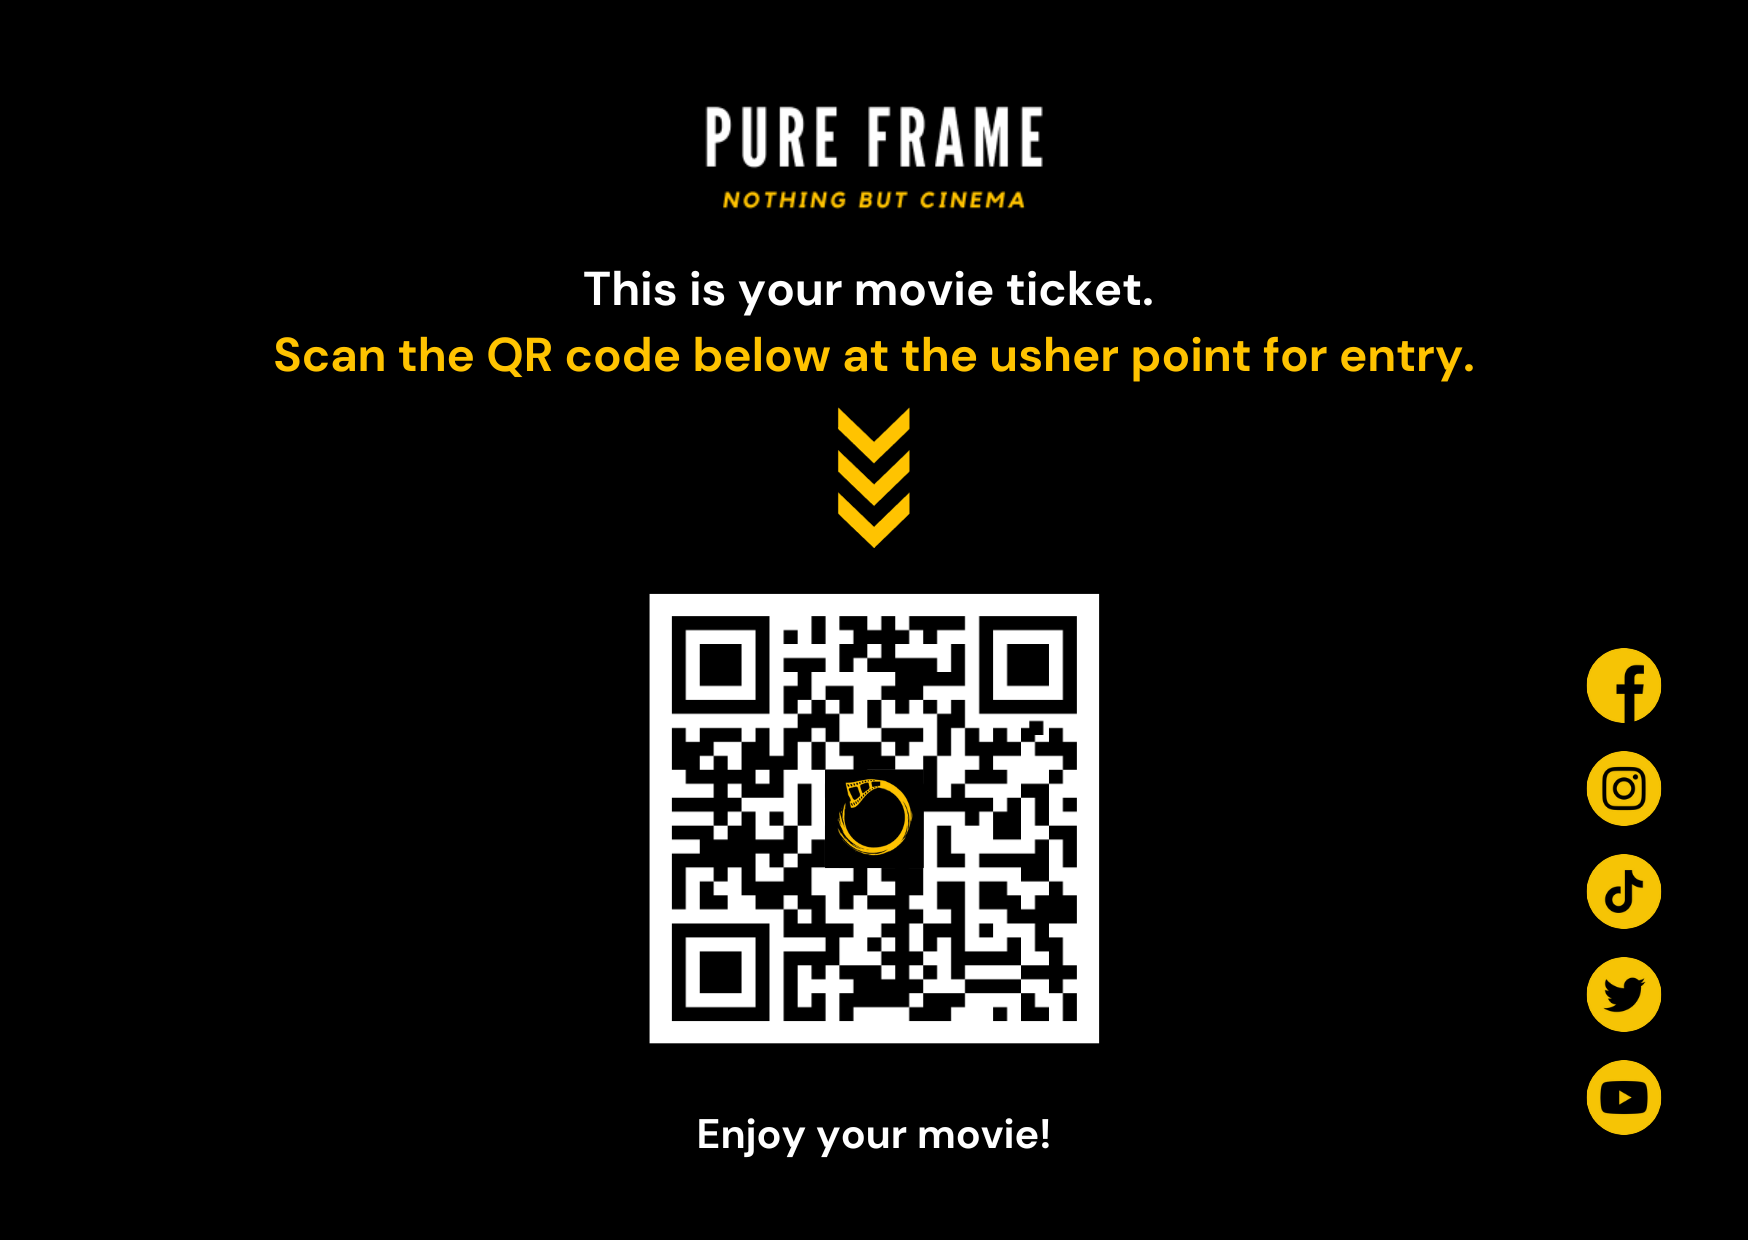 PURE FRAME
NOTHING BUT CINEMA
This is your movie ticket.
Scan the QR code below at the usher point for entry.
Enjoy your movie!